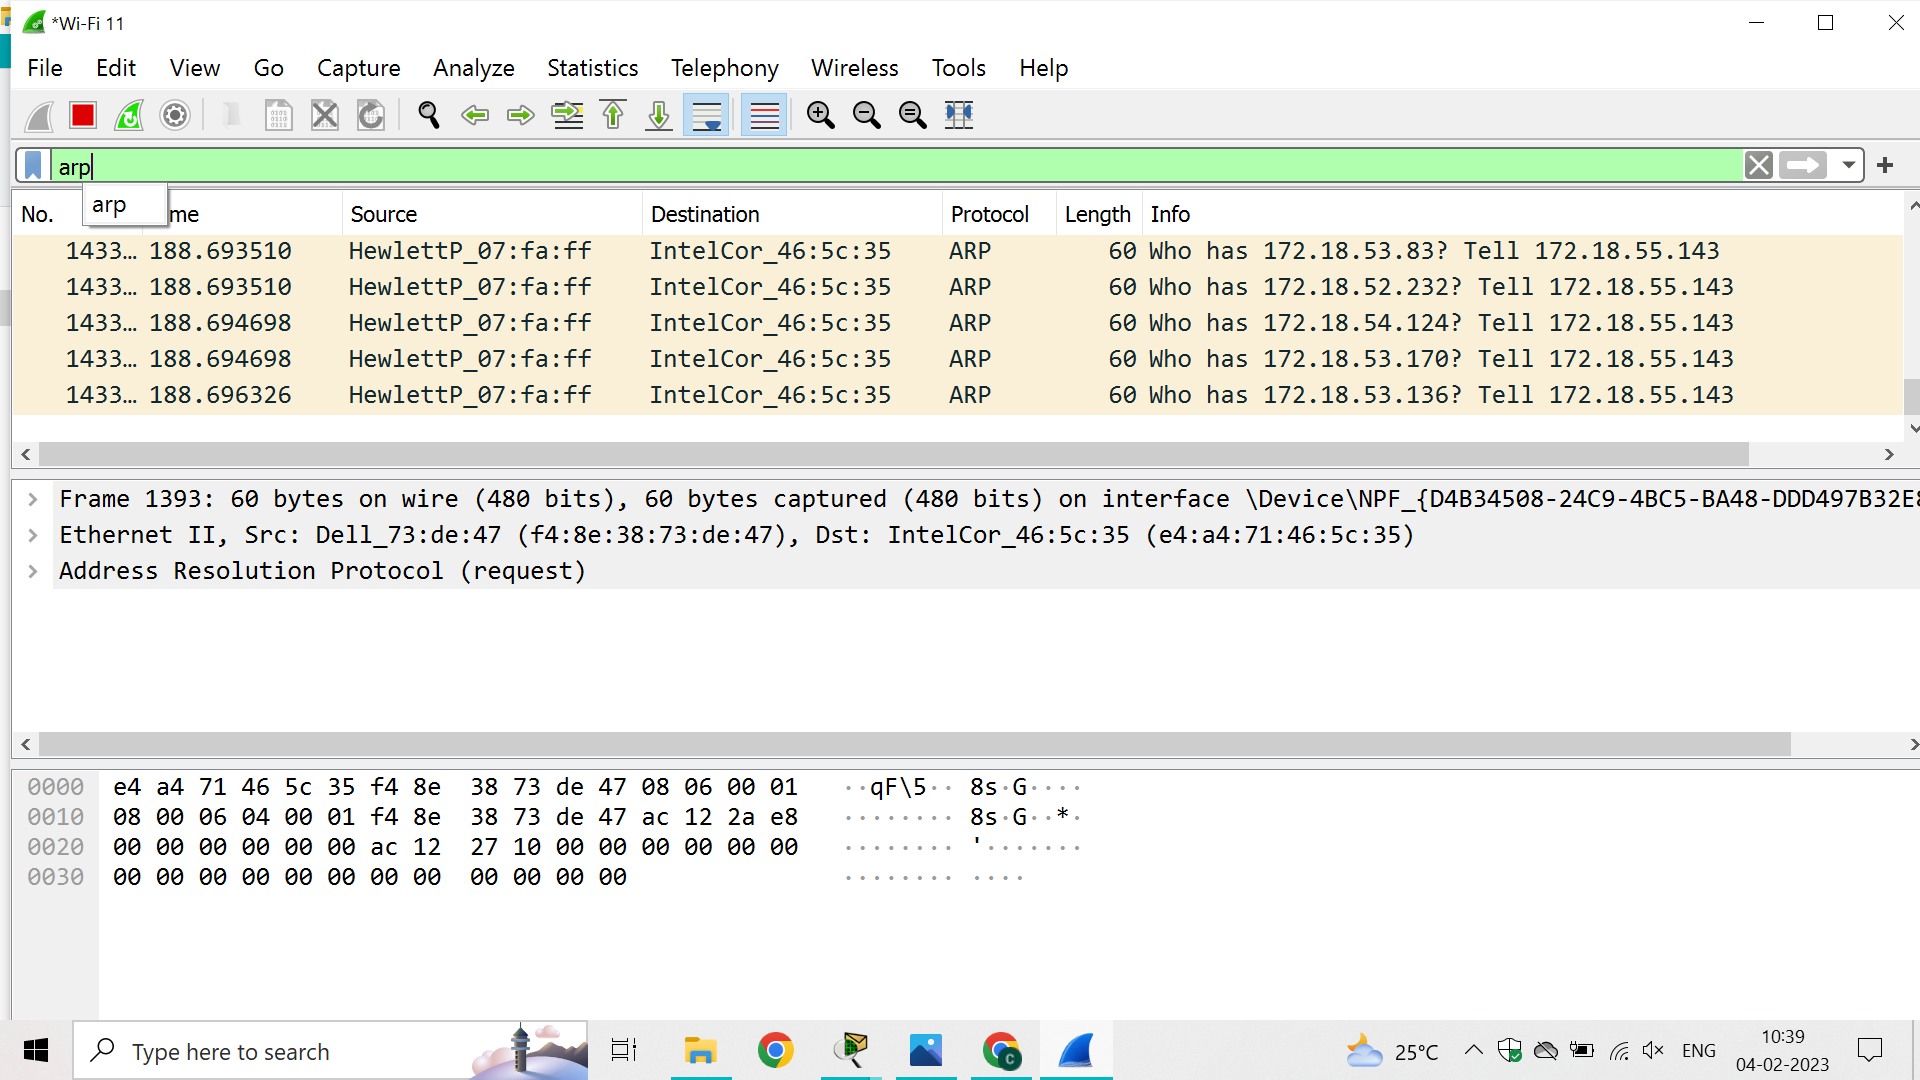 *Wi-Fi 11
File Edit View Go Capture Analyze Statistics Telephony Wireless Tools Help
arp
arp
No. me Source Destination Protocol Length Info
1433… 188.693510 HewlettP_07:fa:ff IntelCor_46:5c:35 ARP 60 Who has 172.18.53.83? Tell 172.18.55.143
1433… 188.693510 HewlettP_07:fa:ff IntelCor_46:5c:35 ARP 60 Who has 172.18.52.232? Tell 172.18.55.143
1433… 188.694698 HewlettP_07:fa:ff IntelCor_46:5c:35 ARP 60 Who has 172.18.54.124? Tell 172.18.55.143
1433… 188.694698 HewlettP_07:fa:ff IntelCor_46:5c:35 ARP 60 Who has 172.18.53.170? Tell 172.18.55.143
1433… 188.696326 HewlettP_07:fa:ff IntelCor_46:5c:35 ARP 60 Who has 172.18.53.136? Tell 172.18.55.143
Frame 1393: 60 bytes on wire (480 bits), 60 bytes captured (480 bits) on interface \Device\NPF_{D4B34508-24C9-4BC5-BA48-DDD497B32E8
Ethernet II, Src: Dell_73:de:47 (f4:8e:38:73:de:47), Dst: IntelCor_46:5c:35 (e4:a4:71:46:5c:35)
Address Resolution Protocol (request)
0000 e4 a4 71 46 5c 35 f4 8e 38 73 de 47 08 06 00 01 ··qF\5·· 8s·G····
0010 08 00 06 04 00 01 f4 8e 38 73 de 47 ac 12 2a e8 ········ 8s·G··*·
0020 00 00 00 00 00 00 ac 12 27 10 00 00 00 00 00 00 ········ '·······
0030 00 00 00 00 00 00 00 00 00 00 00 00 ········ ····
Type here to search
C
25°C
ENG
10:39
04-02-2023